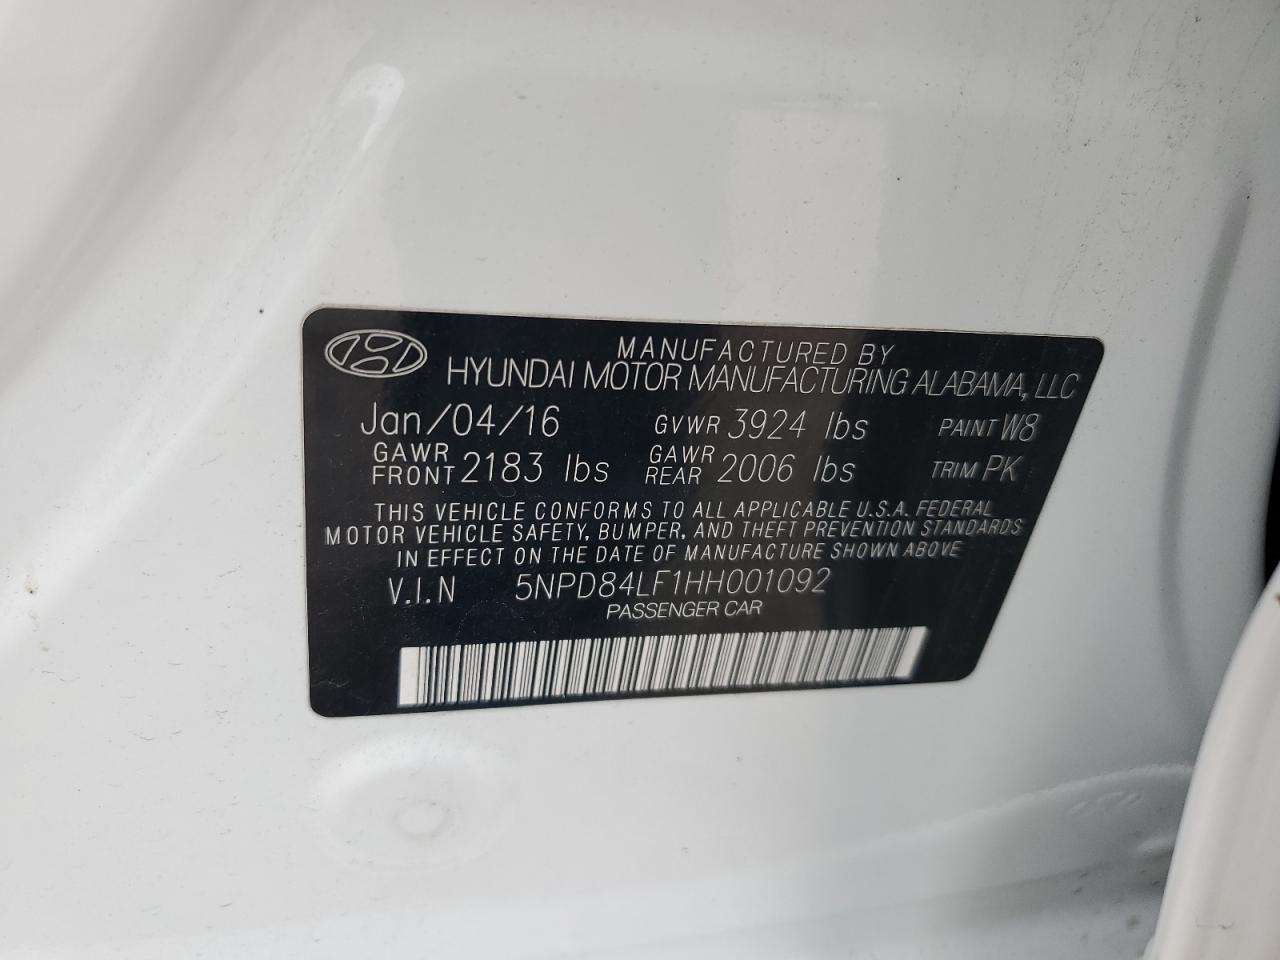 MANUFACTURED BY
HYUNDAI MOTOR MANUFACTURING ALABAMA, LLC
Jan/04/16 GVWR 3924 lbs PAINT W8
GAWR FRONT 2183 lbs GAWR REAR 2006 lbs TRIM PK
THIS VEHICLE CONFORMS TO ALL APPLICABLE U.S.A. FEDERAL
MOTOR VEHICLE SAFETY, BUMPER, AND THEFT PREVENTION STANDARDS
IN EFFECT ON THE DATE OF MANUFACTURE SHOWN ABOVE
V.I.N 5NPD84LF1HH001092
PASSENGER CAR